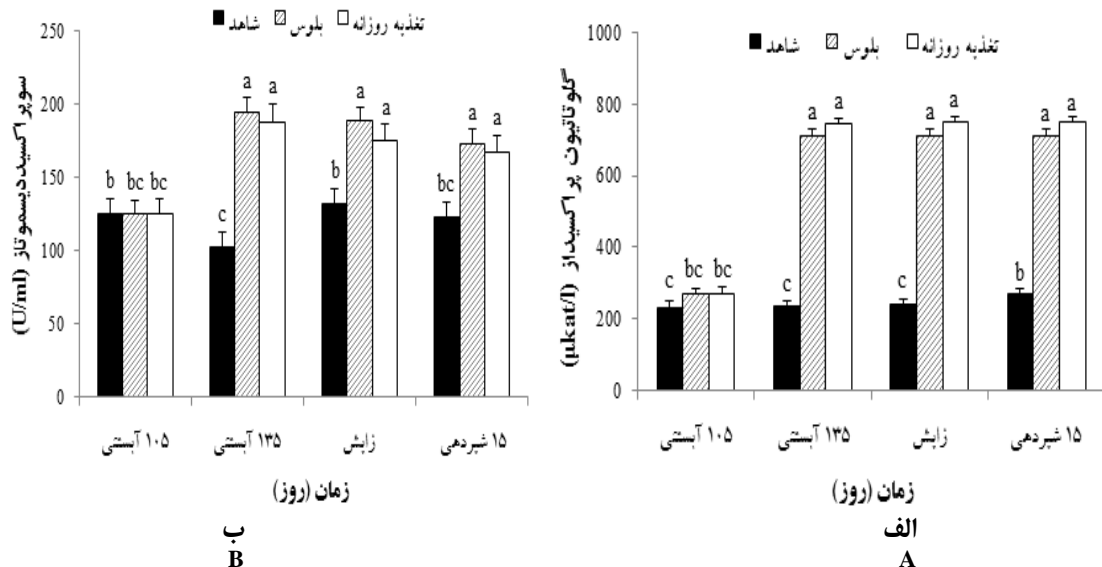 شاهد بلوس تغذیه روزانه
سوپراکسیددیسموتاز (U/ml)
250
200
150
100
50
0
b bc bc c a a b a a bc a a
۱۰۵ آبستنی ۱۳۵ آبستنی زایش ۱۵ شیردهی
زمان (روز)
ب
B
شاهد بلوس تغذیه روزانه
گلوتاتیون پراکسیداز (µkat/l)
1000
800
600
400
200
0
c bc bc c a a c a a b a a
۱۰۵ آبستنی ۱۳۵ آبستنی زایش ۱۵ شیردهی
زمان (روز)
الف
A